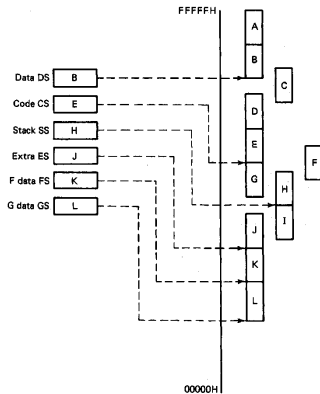 FFFFFH
A
B
Data DS B
C
Code CS E
D
Stack SS H
E
F
Extra ES J
G
H
F data FS K
I
G data GS L
J
K
L
00000H